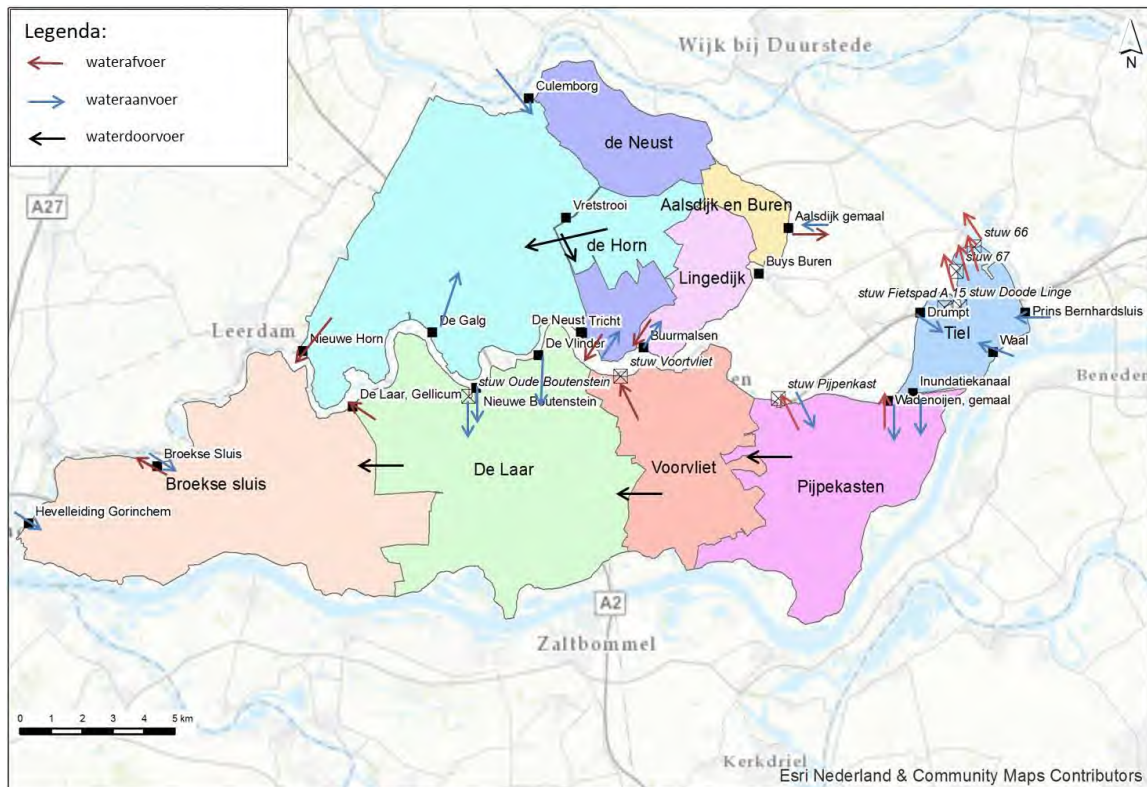 Legenda:
waterafvoer
wateraanvoer
waterdoorvoer
Wijk bij Duurstede
N
Culemborg
de Neust
A27
Aalsdijk en Buren
Vretstrooi
Aalsdijk gemaal
stuw 66
de Horn
Lingedijk
stuw 67
Buys Buren
stuw Fietspad A-15
stuw Doode Linge
Leerdam
De Galg
De Neust Tricht
Drumpt
Prins Bernhardsluis
Tiel
Nieuwe Horn
De Vlinder
Buurmalsen
Waal
stuw Voortvliet
en
Beneder
stuw Oude Boutenstein
stuw Pijpenkast
Inundatiekanaal
De Laar, Gellicum
Nieuwe Boutenstein
Wadenoijen, gemaal
Broekse Sluis
De Laar
Voorvliet
Broekse sluis
Pijpekasten
Hevelleiding Gorinchem
A2
Zaltbommel
0 1 2 3 4 5 km
Kerkdriel
Esri Nederland & Community Maps Contributors